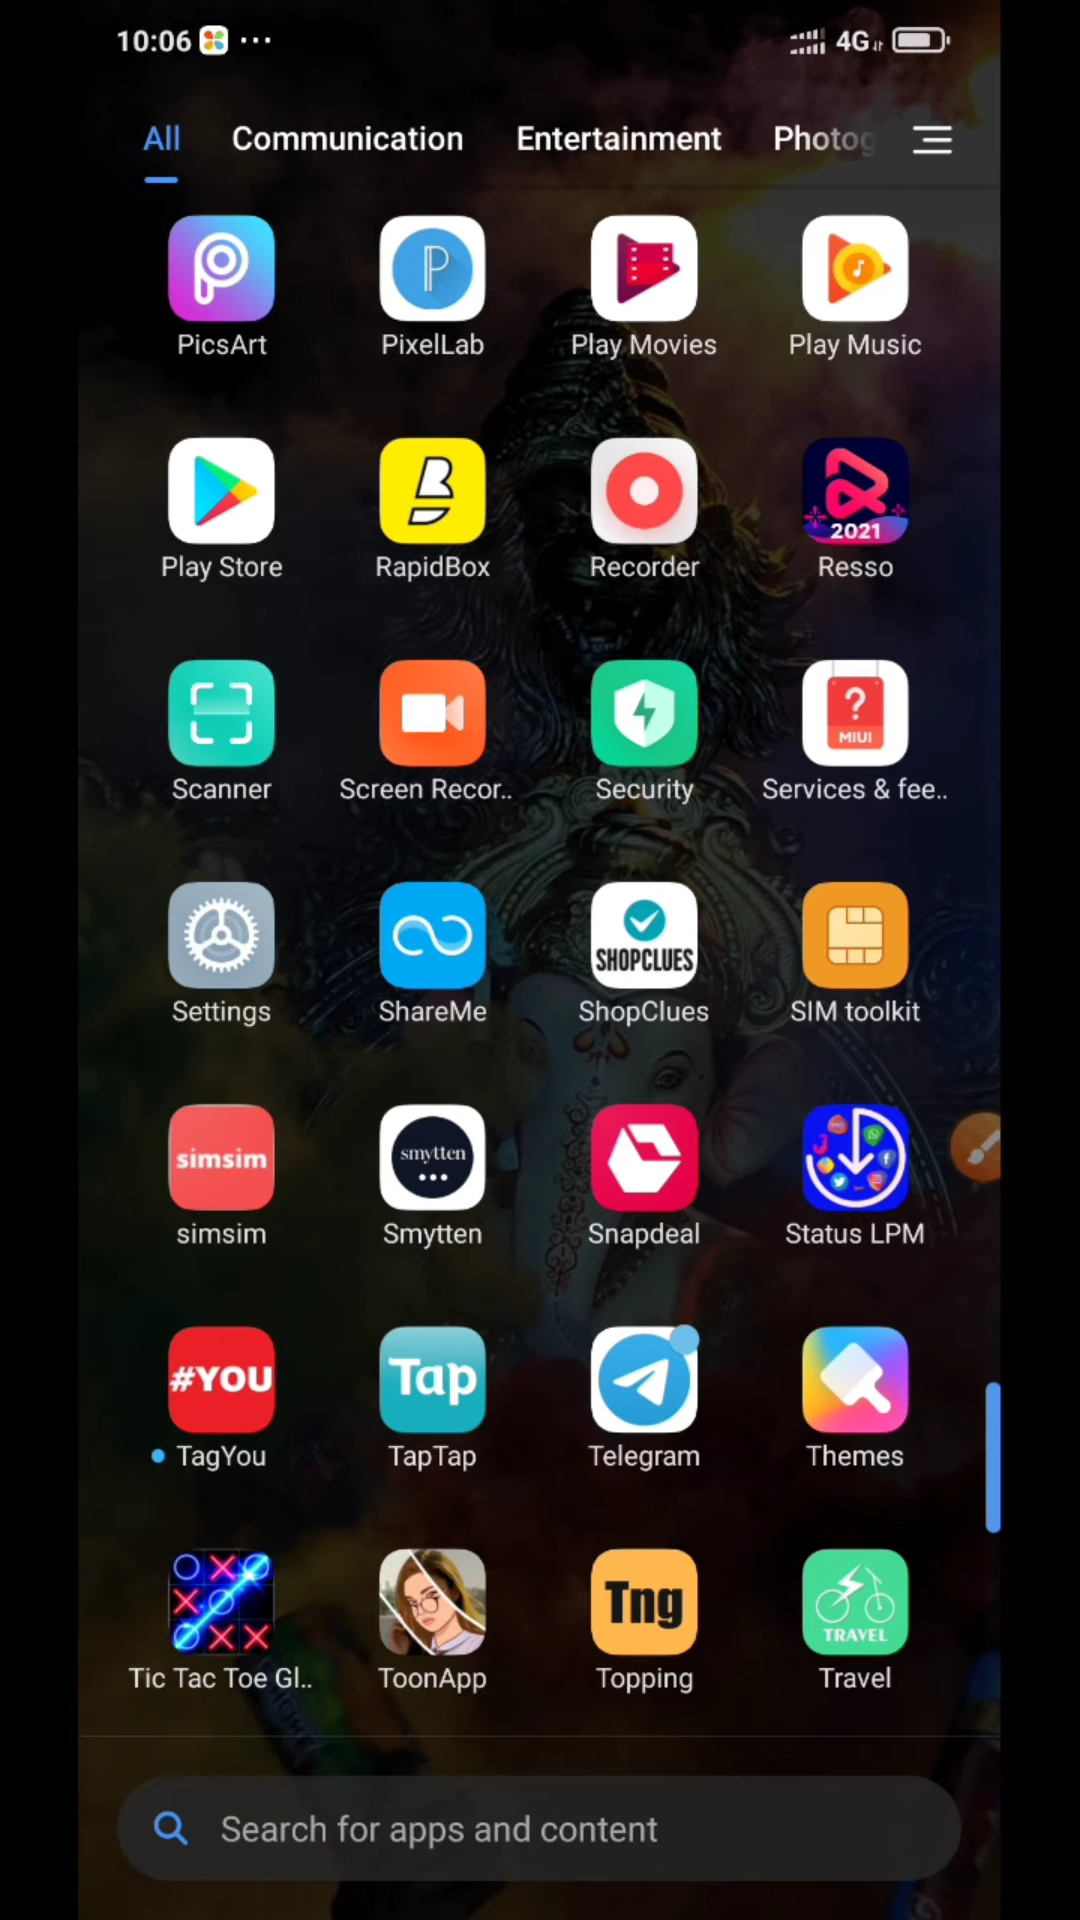 10:06 ... 4G
All Communication Entertainment Photog
PicsArt PixelLab Play Movies Play Music
2021
Play Store RapidBox Recorder Resso
?
MIUI
Scanner Screen Recor.. Security Services & fee..
SHOPCLUES
Settings ShareMe ShopClues SIM toolkit
simsim smytten
simsim Smytten Snapdeal Status LPM
#YOU Tap
TagYou TapTap Telegram Themes
Tng TRAVEL
Tic Tac Toe Gl.. ToonApp Topping Travel
Search for apps and content